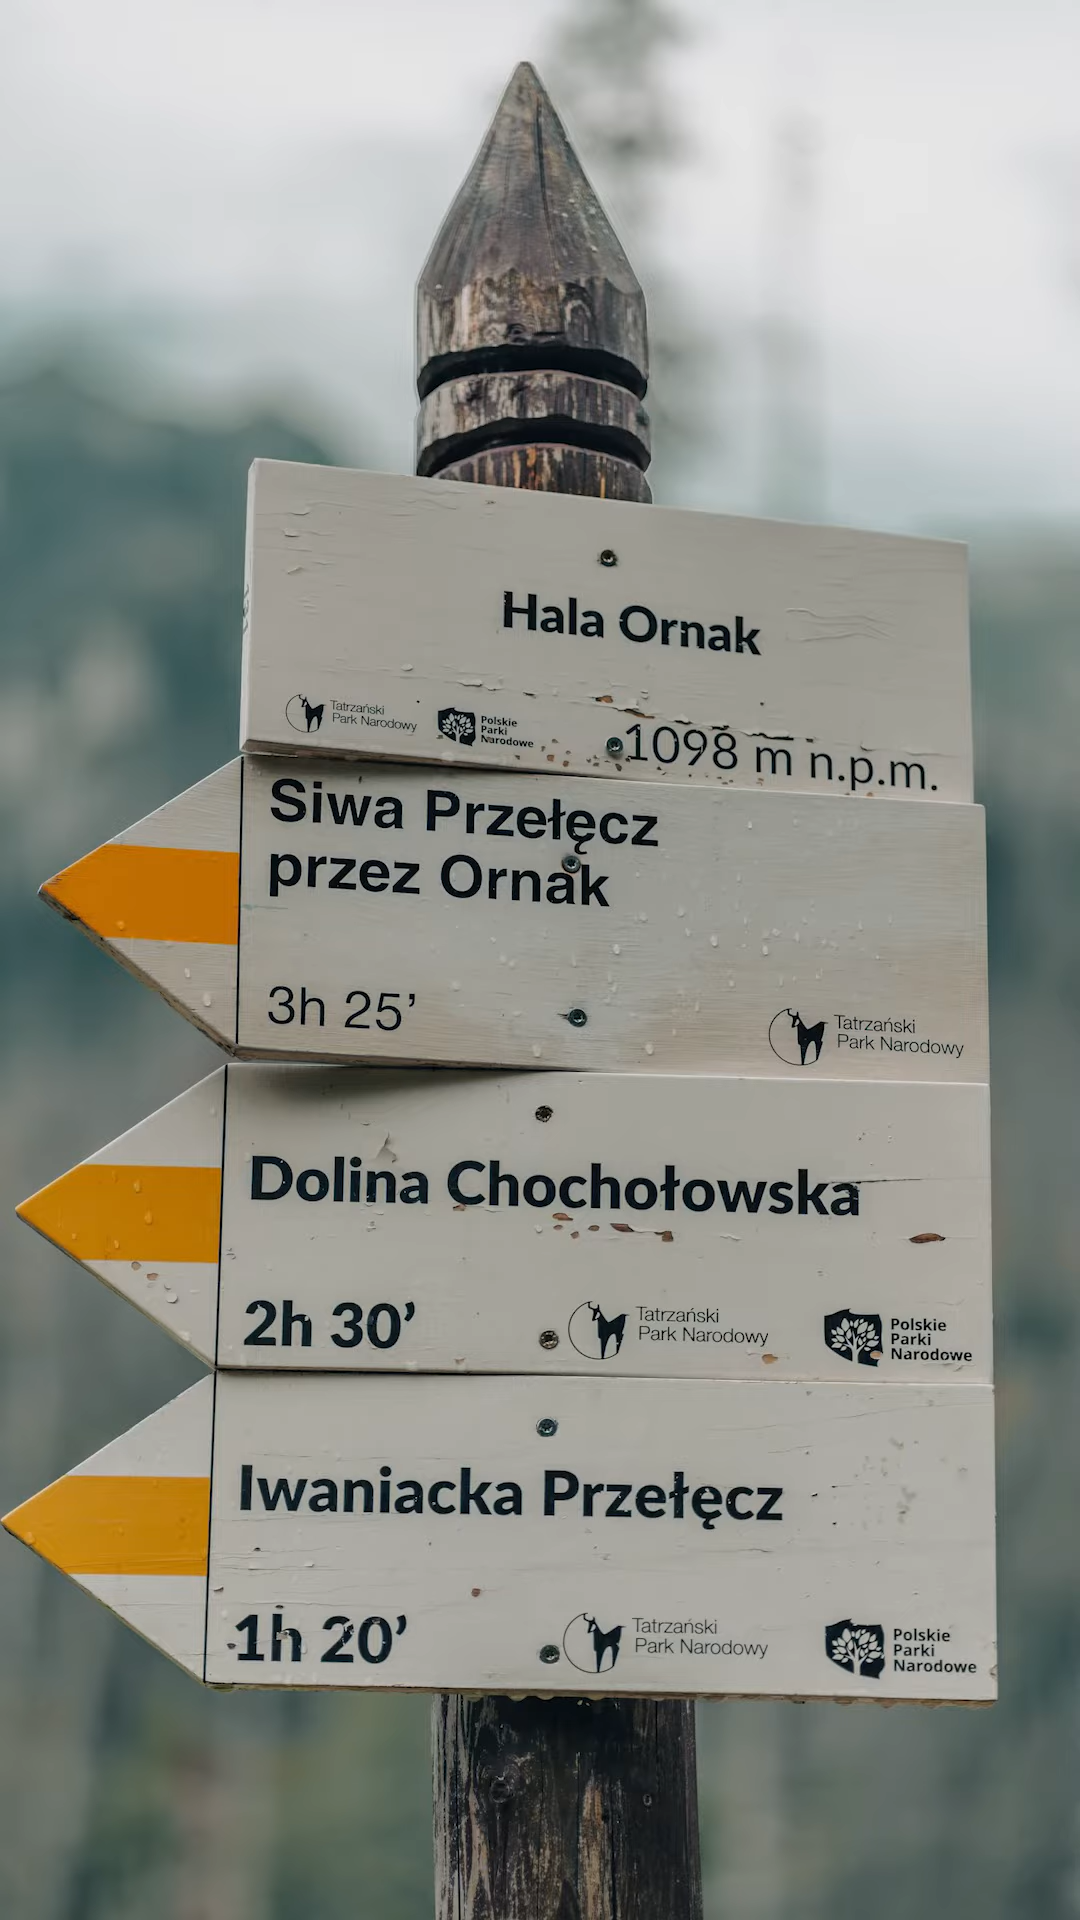 Hala Ornak
Tatrzański
Park Narodowy
Polskie
Parki
Narodowe
1098 m n.p.m.
Siwa Przełęcz
przez Ornak
3h 25’
Tatrzański
Park Narodowy
Dolina Chochołowska
2h 30’
Tatrzański
Park Narodowy
Polskie
Parki
Narodowe
Iwaniacka Przełęcz
1h 20’
Tatrzański
Park Narodowy
Polskie
Parki
Narodowe